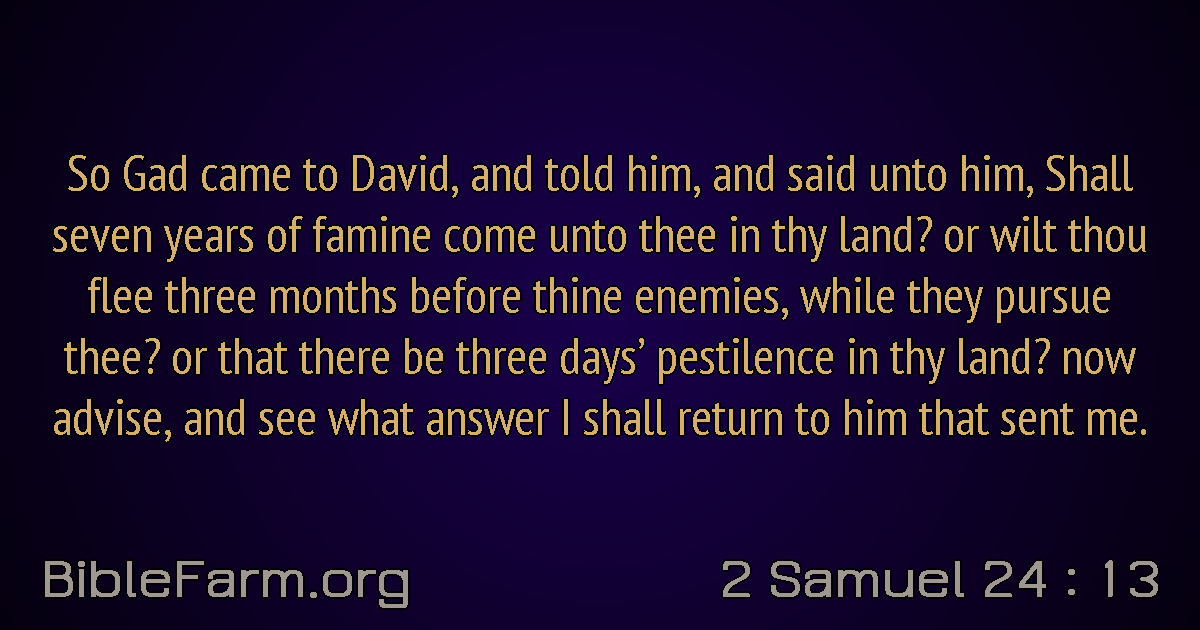 So Gad came to David, and told him, and said unto him, Shall
seven years of famine come unto thee in thy land? or wilt thou
flee three months before thine enemies, while they pursue
thee? or that there be three days’ pestilence in thy land? now
advise, and see what answer I shall return to him that sent me.
BibleFarm.org
2 Samuel 24 : 13